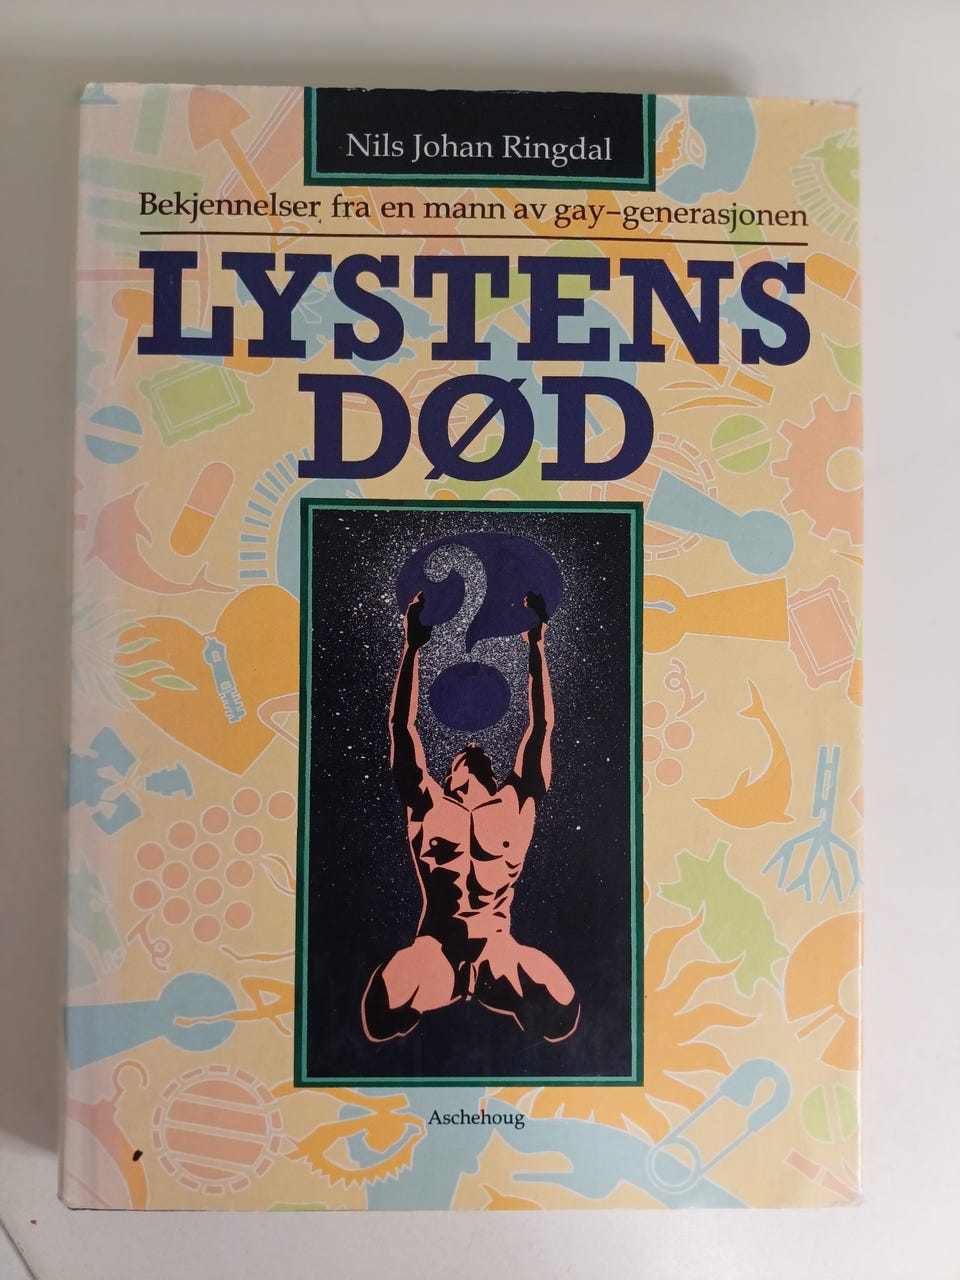 Nils Johan Ringdal
Bekjennelser fra en mann av gay-generasjonen
LYSTENS
DØD
?
Aschehoug